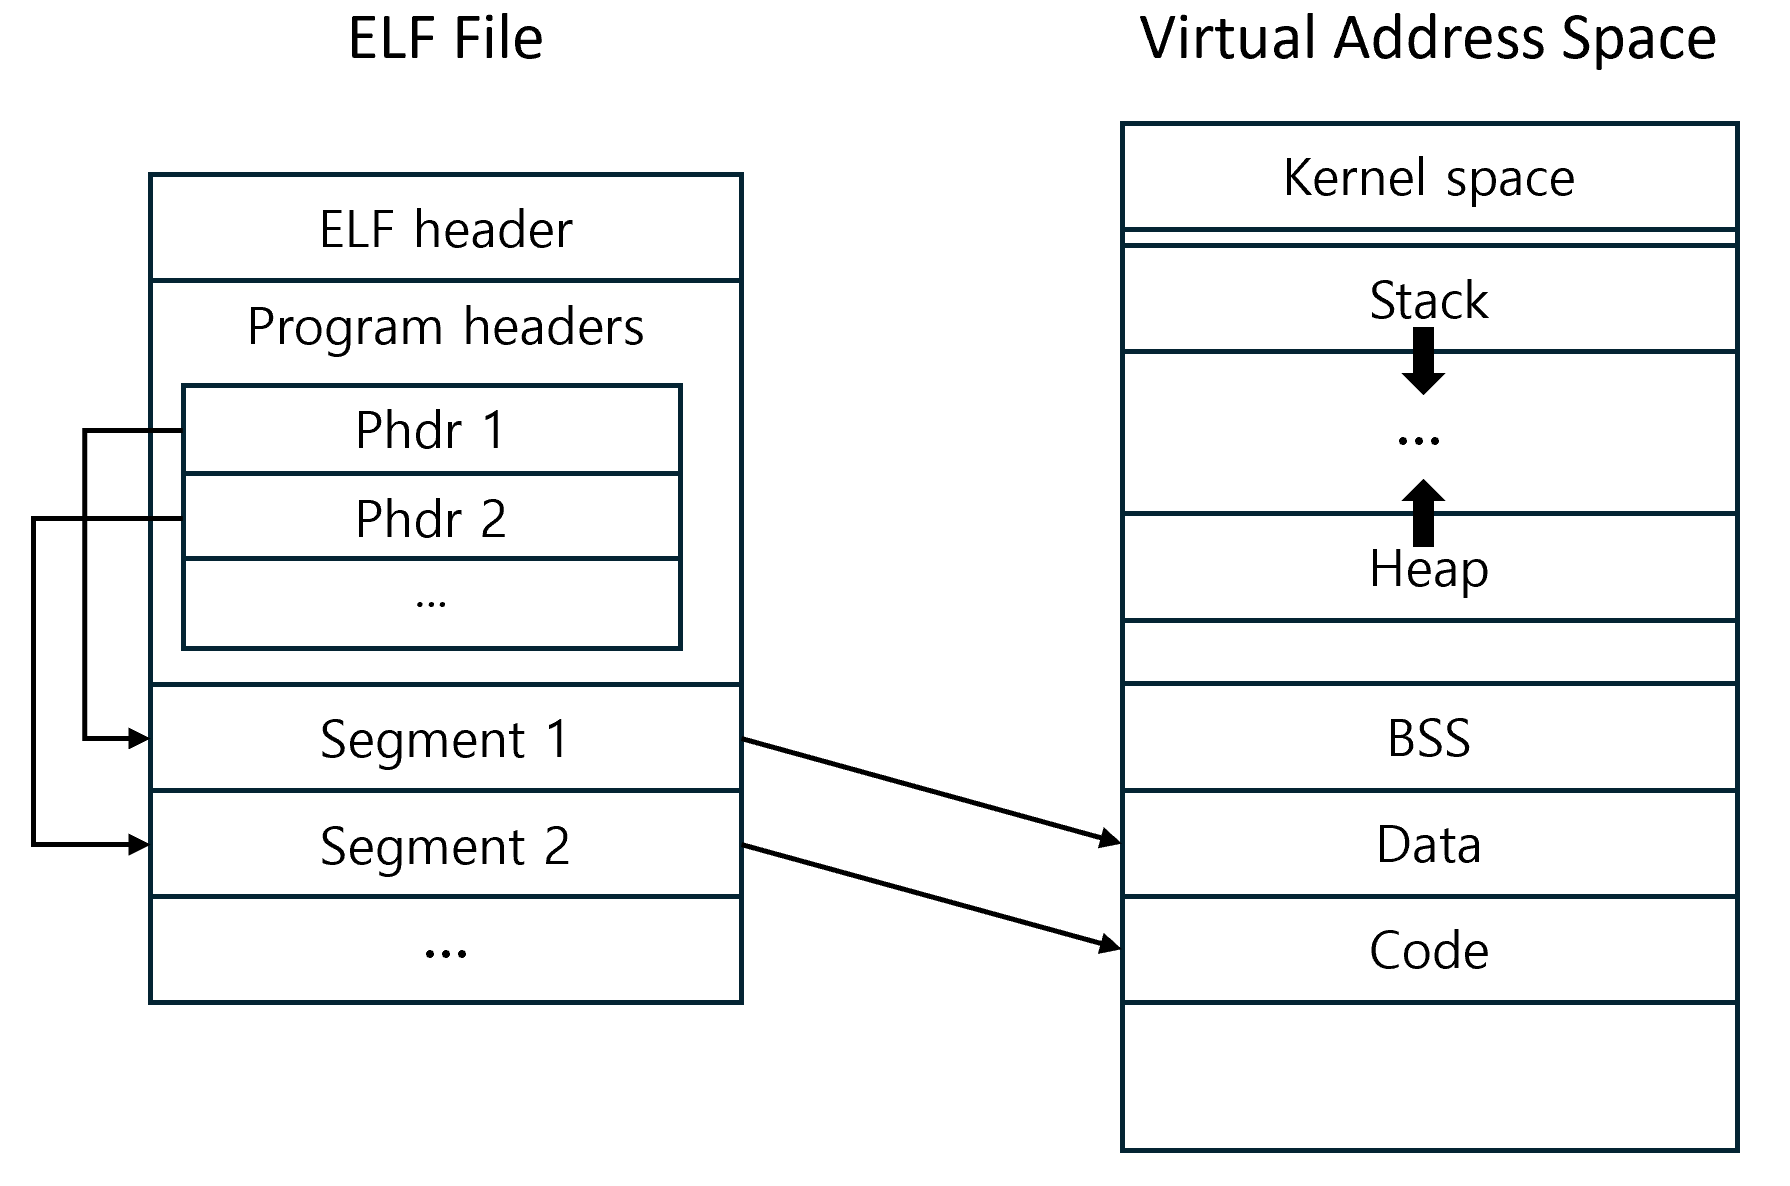 ELF File
ELF header
Program headers
Phdr 1
Phdr 2
...
Segment 1
Segment 2
...
Virtual Address Space
Kernel space
Stack
...
Heap
BSS
Data
Code